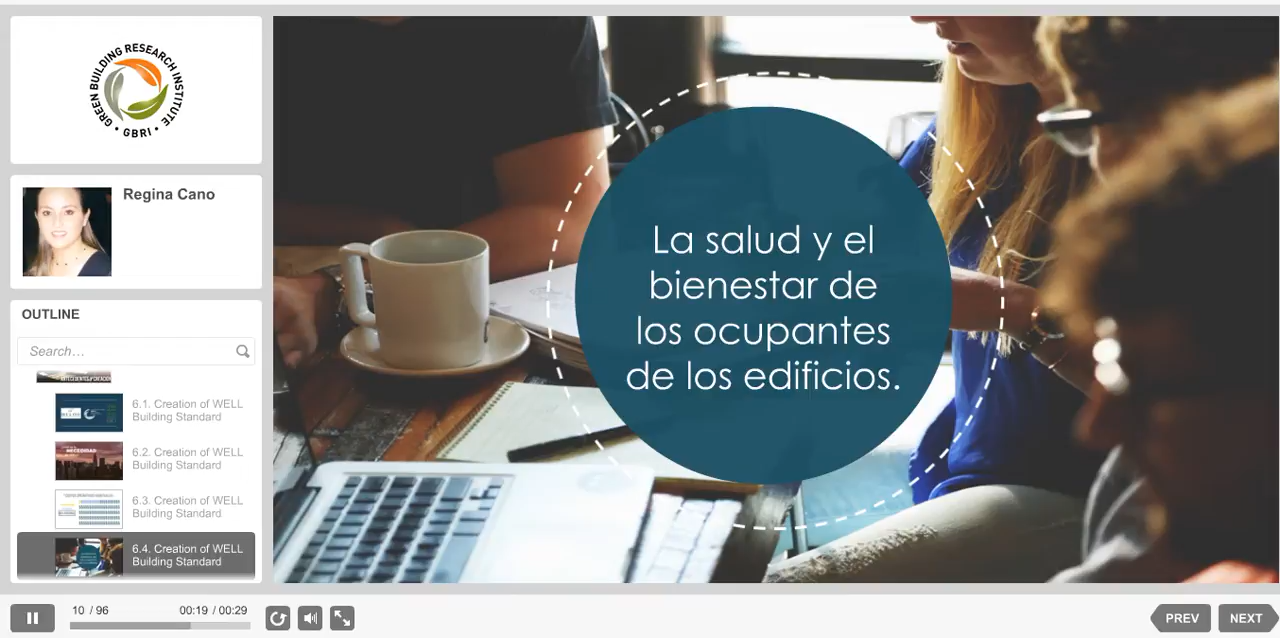 GREEN BUILDING RESEARCH INSTITUTE
• GBRI •
Regina Cano
OUTLINE
Search...
ANTECEDENTES
6.1. Creation of WELL
Building Standard
NECESIDAD
6.2. Creation of WELL
Building Standard
6.3. Creation of WELL
Building Standard
6.4. Creation of WELL
Building Standard
La salud y el
bienestar de
los ocupantes
de los edificios.
10 / 96
00:19 / 00:29
PREV
NEXT